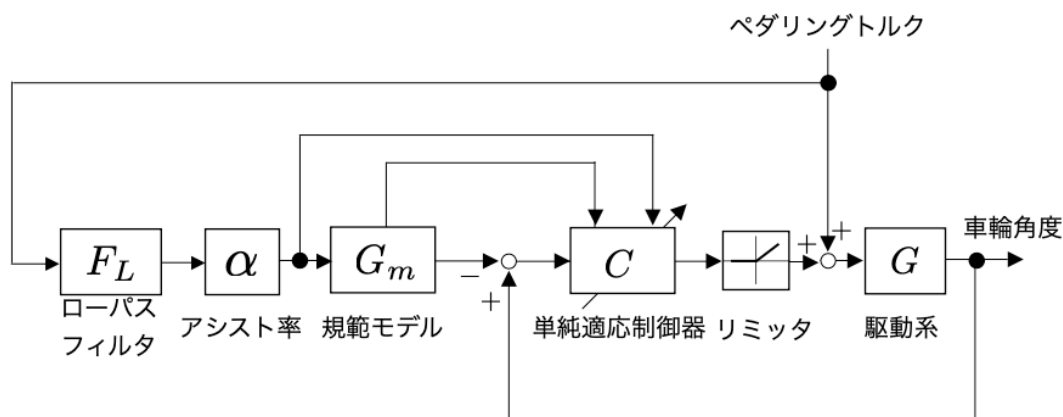 ペダリングトルク
車輪角度
F_L
α
G_m
C
G
−
+
+
+
ローパス
フィルタ
アシスト率
規範モデル
単純適応制御器
リミッタ
駆動系